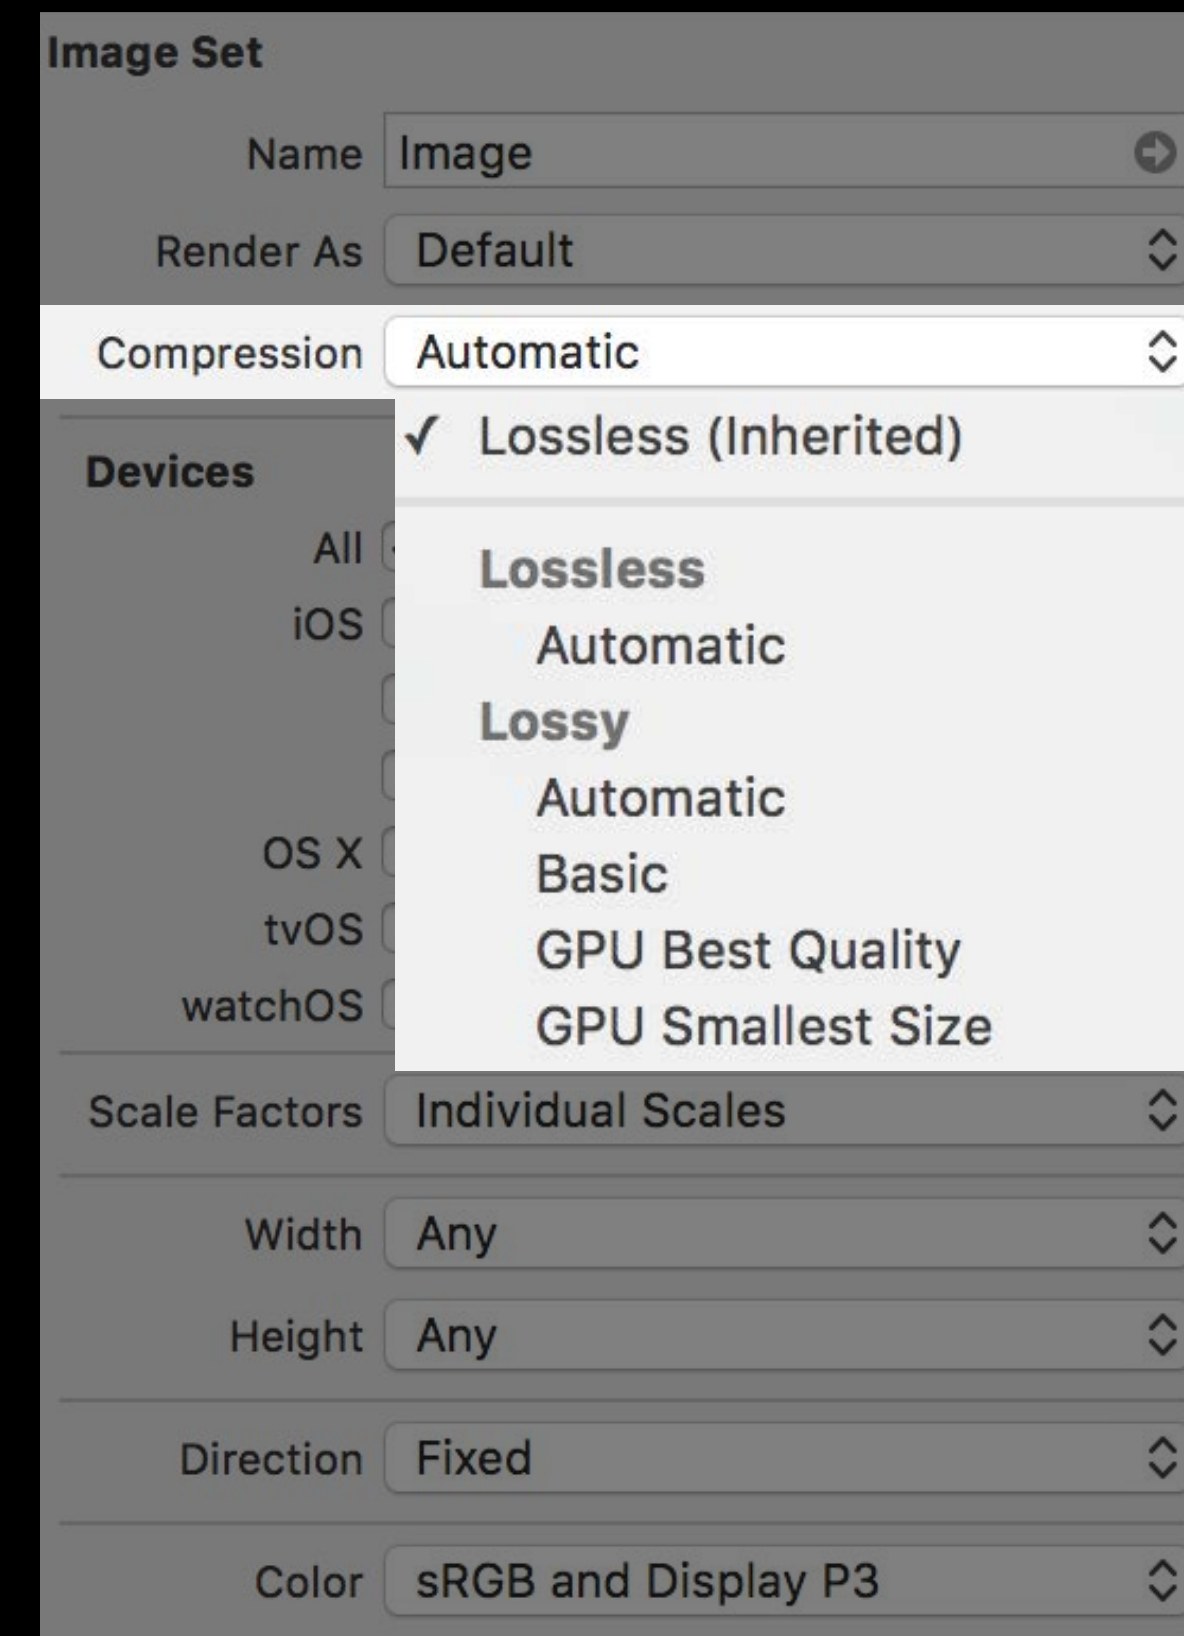 Image Set
Name Image
Render As Default
Compression Automatic
✓ Lossless (Inherited)
Devices
Lossless
All
Automatic
iOS
Lossy
Automatic
OS X
Basic
tvOS
GPU Best Quality
watchOS
GPU Smallest Size
Scale Factors Individual Scales
Width Any
Height Any
Direction Fixed
Color sRGB and Display P3